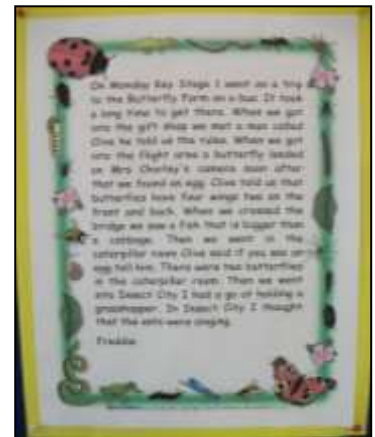 On Monday Key Stage 1 went on a trip
to the Butterfly Farm on a bus. It took
a long time to get there. When we got
into the gift shop we met a man called
Clive he told us the rules. When we got
into the flight area a butterfly landed
on Mrs Chorley's camera soon after
that we found an egg. Clive told us that
butterflies have four wings two on the
front and back. When we crossed the
bridge we saw a fish that is bigger than
a cabbage. Then we went in the
caterpillar room Clive said if you see an
egg tell him. There were two butterflies
in the caterpillar room. Then we went
into Insect City I had a go at holding a
grasshopper. In Insect City I thought
that the ants were singing.
Freddie